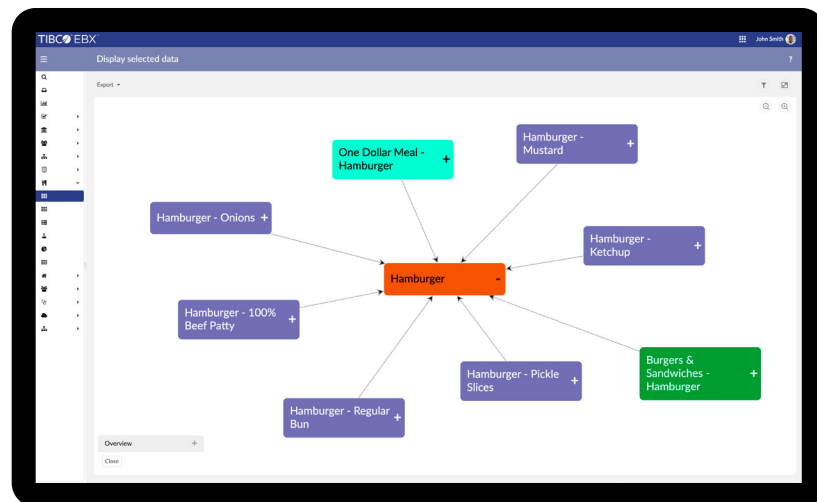 TIBCO EBX
John Smith
Display selected data
?
Export
One Dollar Meal -
Hamburger
+
Hamburger -
Mustard
+
Hamburger - Onions +
Hamburger -
Ketchup
+
Hamburger
-
Hamburger - 100%
Beef Patty
+
Burgers &
Sandwiches -
Hamburger
+
Hamburger - Pickle
Slices
+
Hamburger - Regular
Bun
+
Overview +
Close